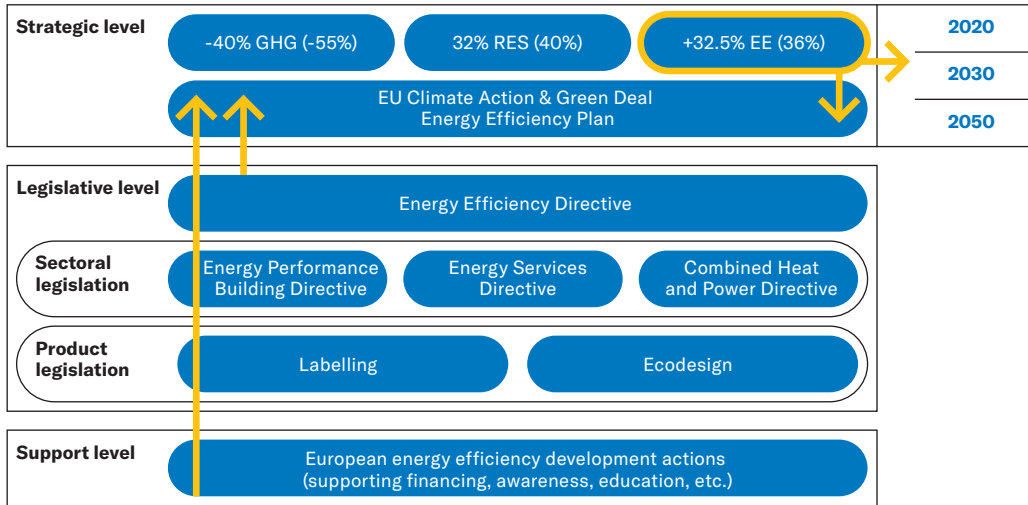 Strategic level
-40% GHG (-55%)
32% RES (40%)
+32.5% EE (36%)
2020
2030
2050
EU Climate Action & Green Deal
Energy Efficiency Plan
Legislative level
Energy Efficiency Directive
Sectoral
legislation
Energy Performance
Building Directive
Energy Services
Directive
Combined Heat
and Power Directive
Product
legislation
Labelling
Ecodesign
Support level
European energy efficiency development actions
(supporting financing, awareness, education, etc.)